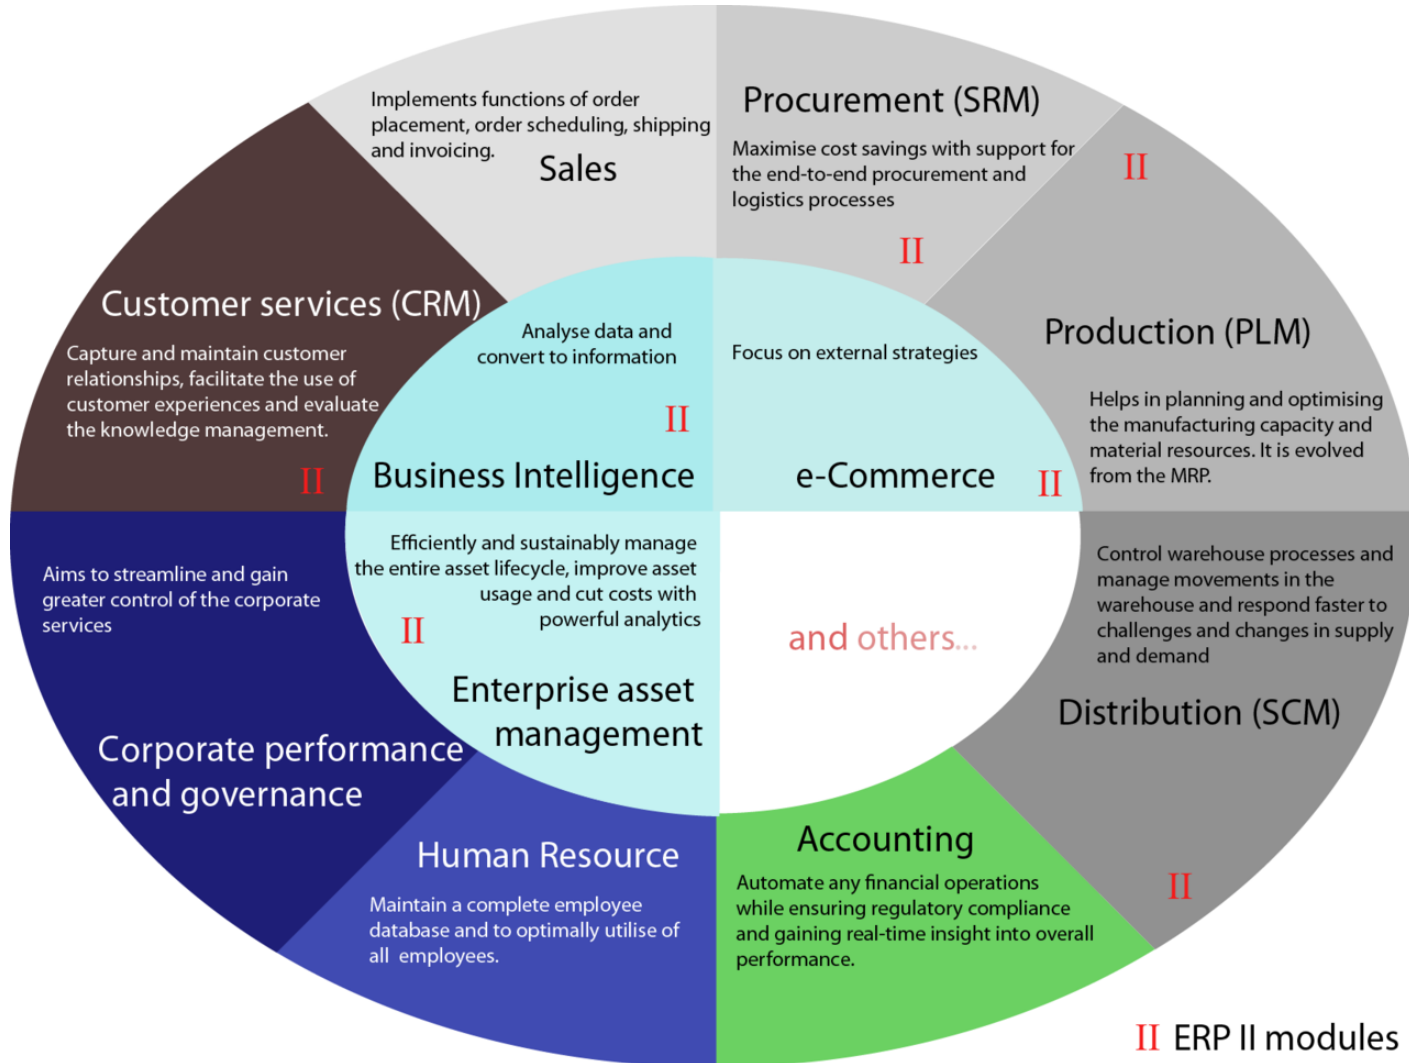 Implements functions of order
placement, order scheduling, shipping
and invoicing.
Sales
Procurement (SRM)
Maximise cost savings with support for
the end-to-end procurement and
logistics processes
II
II
Production (PLM)
Helps in planning and optimising
the manufacturing capacity and
material resources. It is evolved
from the MRP.
Customer services (CRM)
Capture and maintain customer
relationships, facilitate the use of
customer experiences and evaluate
the knowledge management.
II
Analyse data and
convert to information
II
Business Intelligence
Focus on external strategies
e-Commerce
II
Aims to streamline and gain
greater control of the corporate
services
Corporate performance
and governance
Efficiently and sustainably manage
the entire asset lifecycle, improve asset
usage and cut costs with
powerful analytics
II
Enterprise asset
management
and others...
Control warehouse processes and
manage movements in the
warehouse and respond faster to
challenges and changes in supply
and demand
Distribution (SCM)
II
Human Resource
Maintain a complete employee
database and to optimally utilise of
all employees.
Accounting
Automate any financial operations
while ensuring regulatory compliance
and gaining real-time insight into overall
performance.
II ERP II modules